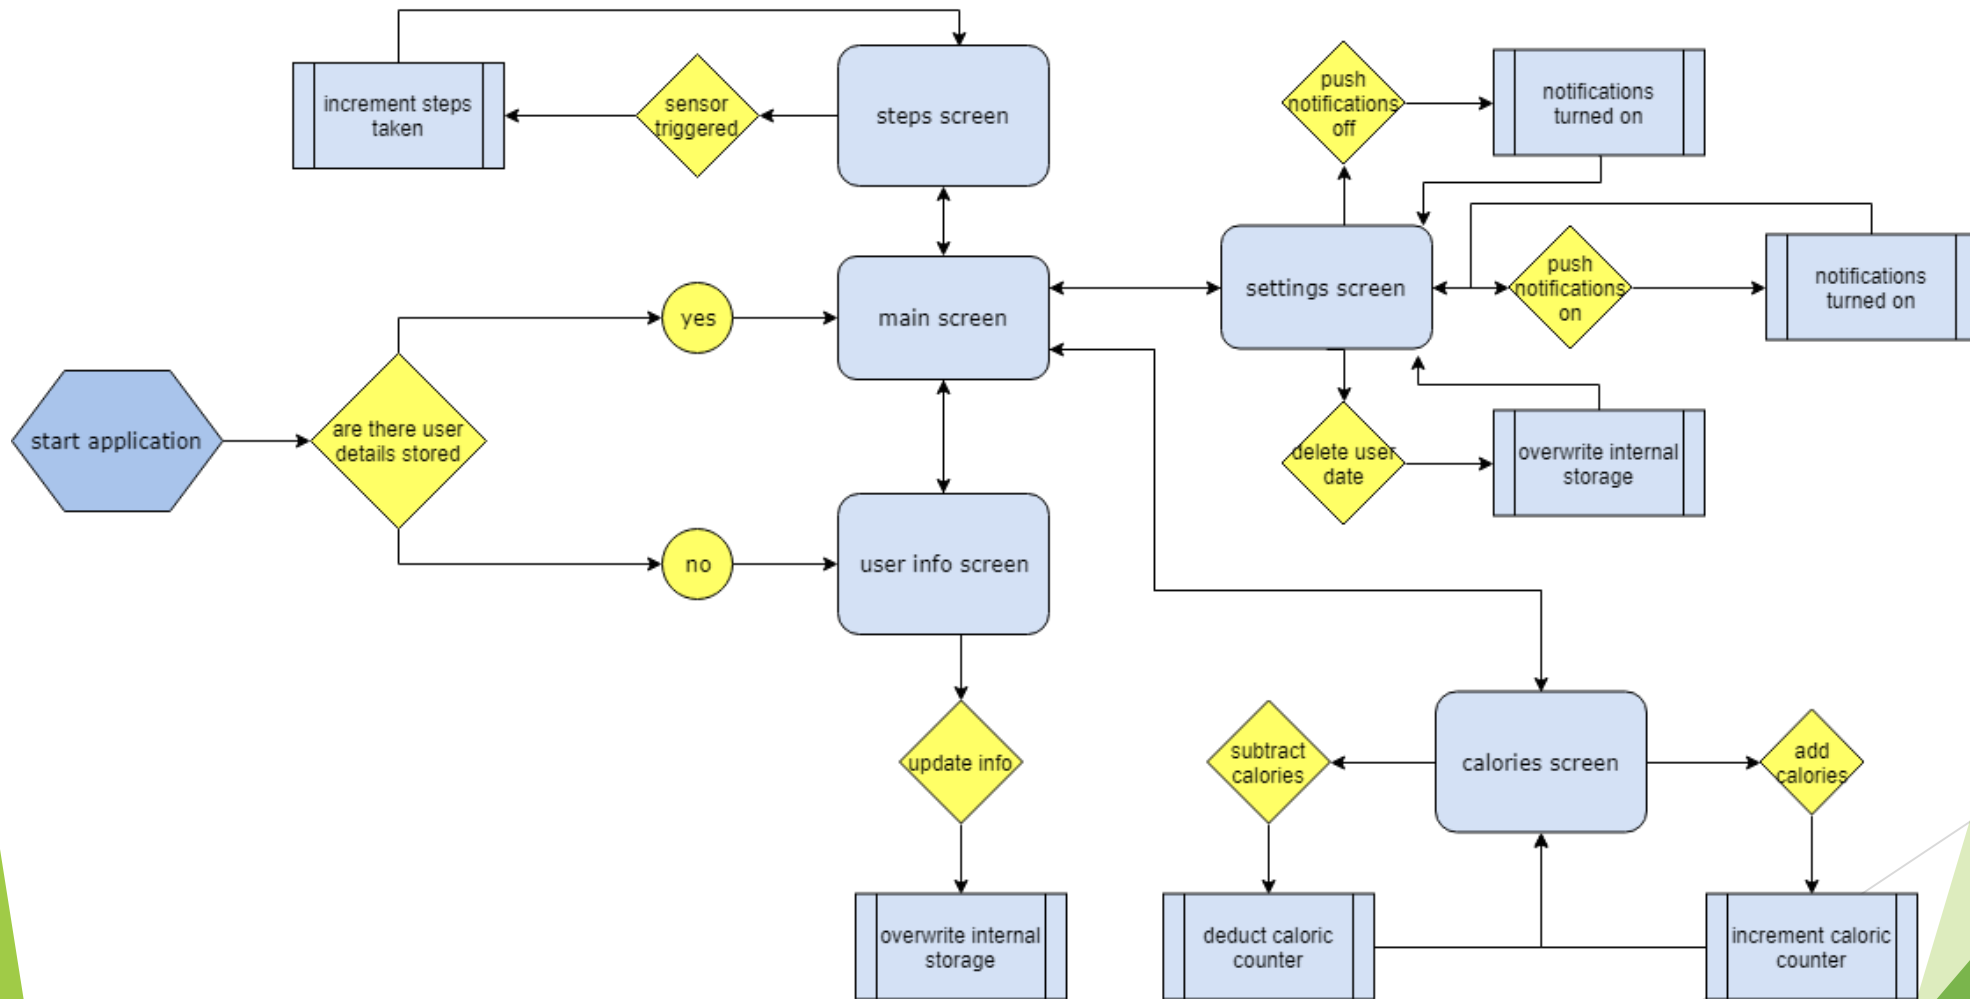 increment steps
taken
sensor
triggered
steps screen
push
notifications
off
notifications
turned on
yes
main screen
settings screen
push
notifications
on
notifications
turned on
start application
are there user
details stored
delete user
date
overwrite internal
storage
no
user info screen
update info
subtract
calories
calories screen
add
calories
overwrite internal
storage
deduct caloric
counter
increment caloric
counter